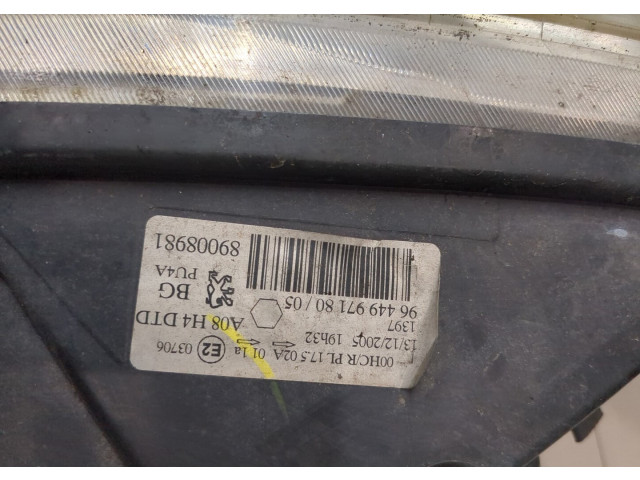 00HC/R PL 17.5 02A 01 1a E2 03706
13/12/2005 19h32
1397
A08 H4 DTD
96 449 971 80 / 05
BG
PU4A
89008981